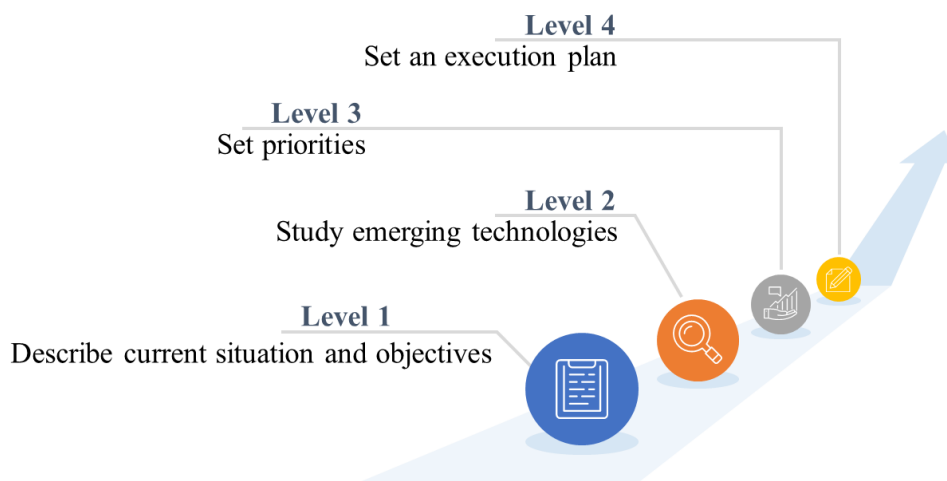 Level 4
Set an execution plan
Level 3
Set priorities
Level 2
Study emerging technologies
Level 1
Describe current situation and objectives